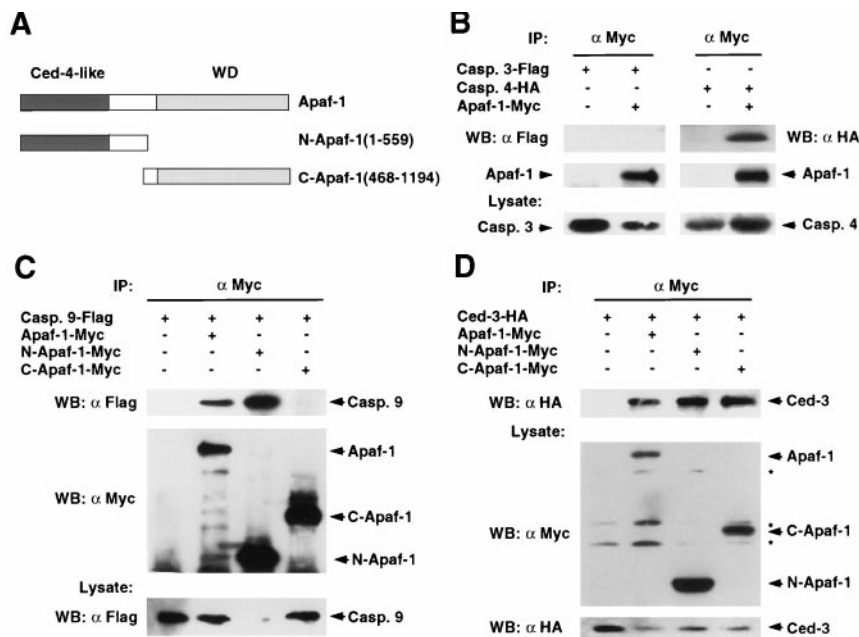 A
Ced-4-like WD
Apaf-1
N-Apaf-1(1-559)
C-Apaf-1(468-1194)
B
IP: α Myc α Myc
Casp. 3-Flag + + - -
Casp. 4-HA - - + +
Apaf-1-Myc - + - +
WB: α Flag WB: α HA
Apaf-1 Apaf-1
Lysate:
Casp. 3 Casp. 4
C
IP: α Myc
Casp. 9-Flag + + + +
Apaf-1-Myc - + - -
N-Apaf-1-Myc - - + -
C-Apaf-1-Myc - - - +
WB: α Flag Casp. 9
Apaf-1
WB: α Myc
C-Apaf-1
N-Apaf-1
Lysate:
WB: α Flag Casp. 9
D
IP: α Myc
Ced-3-HA + + + +
Apaf-1-Myc - + - -
N-Apaf-1-Myc - - + -
C-Apaf-1-Myc - - - +
WB: α HA Ced-3
Lysate:
Apaf-1
*
*
WB: α Myc C-Apaf-1
*
N-Apaf-1
WB: α HA Ced-3